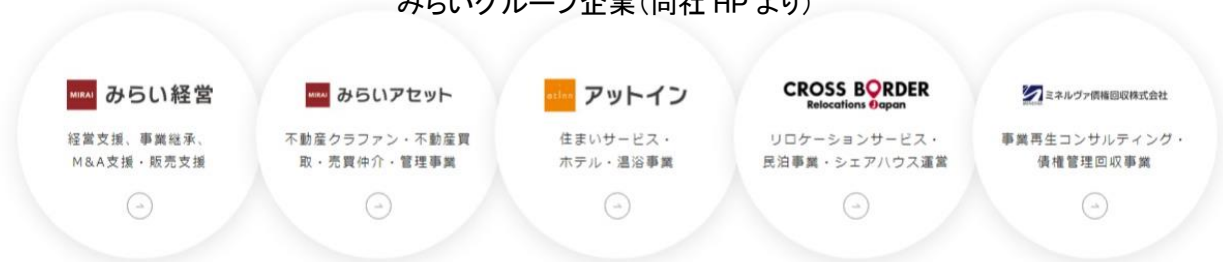 みらいグループ企業(同社 HP より)
MIRAI みらい経営
経営支援、事業継承、
M&A支援・販売支援
MIRAI みらいアセット
不動産クラファン・不動産買
取・売買仲介・管理事業
at inn アットイン
住まいサービス・
ホテル・温浴事業
CROSS BORDER
Relocations Japan
リロケーションサービス・
民泊事業・シェアハウス運営
ミネルヴァ債権回収株式会社
事業再生コンサルティング・
債権管理回収事業